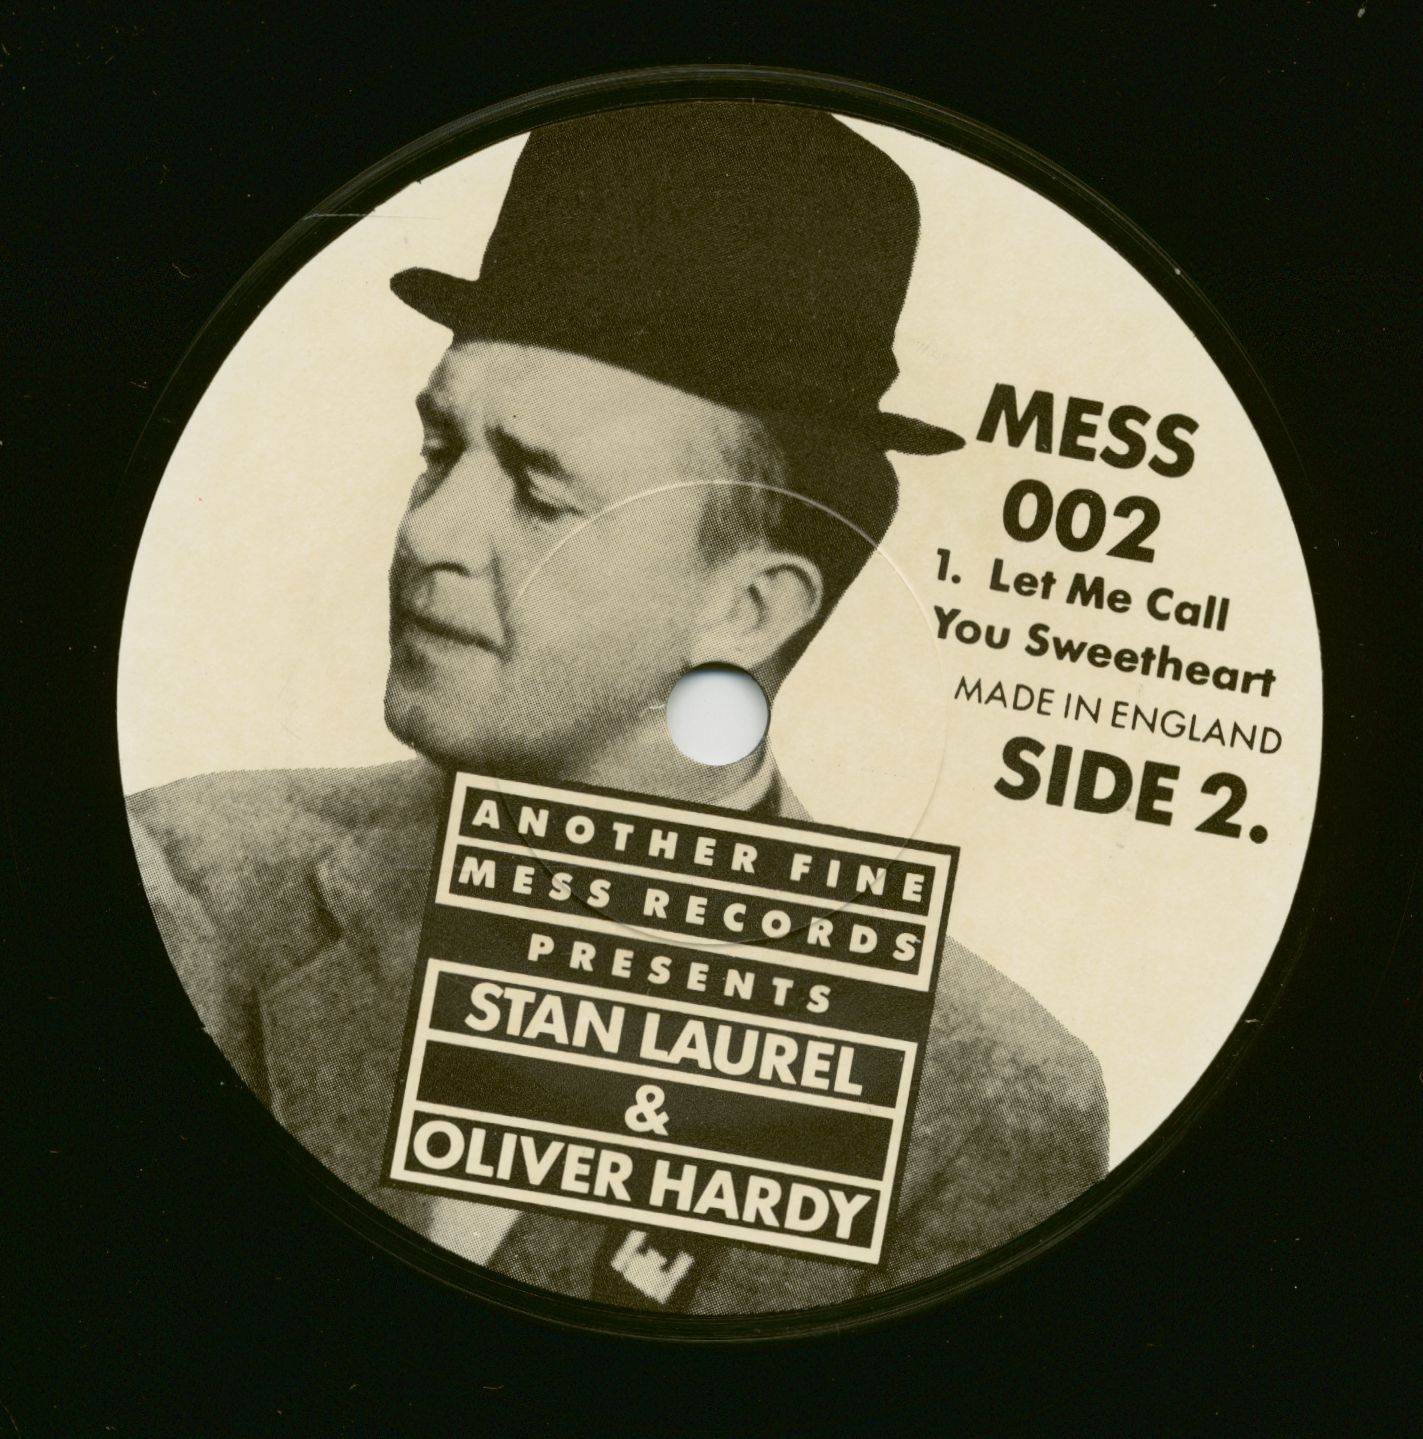 MESS
002
1. Let Me Call
You Sweetheart
MADE IN ENGLAND
SIDE 2.
ANOTHER FINE
MESS RECORDS
PRESENTS
STAN LAUREL
&
OLIVER HARDY